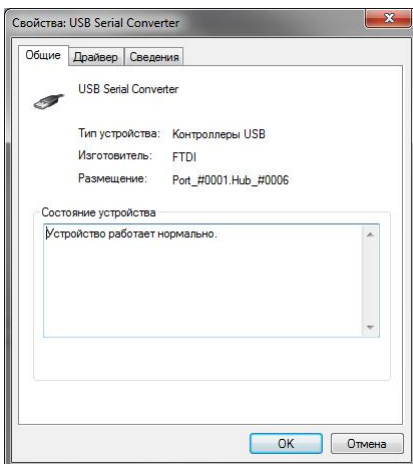 Свойства: USB Serial Converter
Общие Драйвер Сведения
USB Serial Converter
Тип устройства: Контроллеры USB
Изготовитель: FTDI
Размещение: Port_#0001.Hub_#0006
Состояние устройства
Устройство работает нормально.
OK Отмена